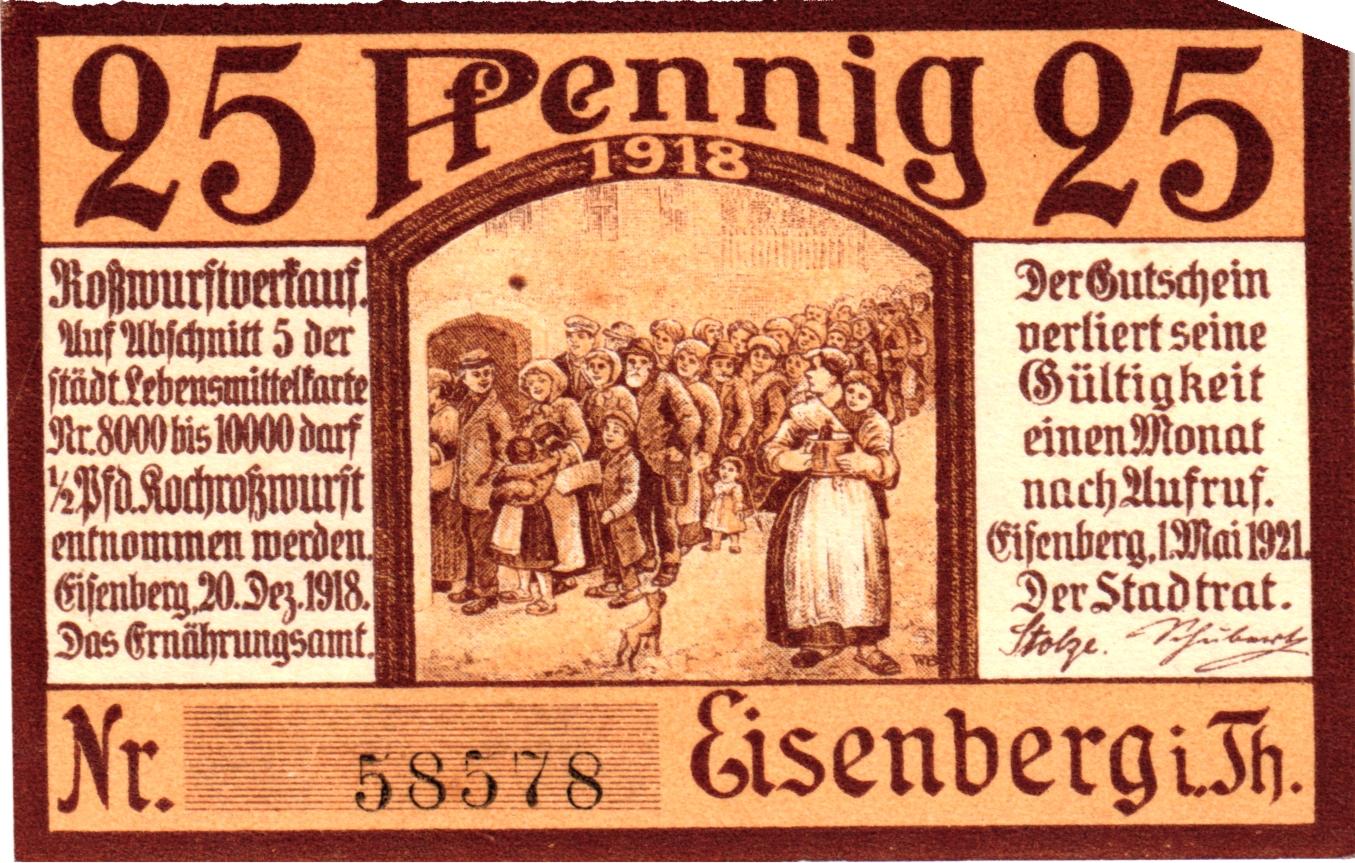 25 Pfennig 25
1918
Roßwurstverkauf.
Auf Abschnitt 5 der
städt. Lebensmittelkarte
Nr. 8000 bis 10000 darf
½ Pfd. Kochroßwurst
entnommen werden.
Eisenberg, 20. Dez. 1918.
Das Ernährungsamt.
Der Gutschein
verliert seine
Gültigkeit
einen Monat
nach Aufruf.
Eisenberg, 1. Mai 1921.
Der Stadtrat.
Stolze. Schubert
WB
Nr. 58578
Eisenberg i. Th.